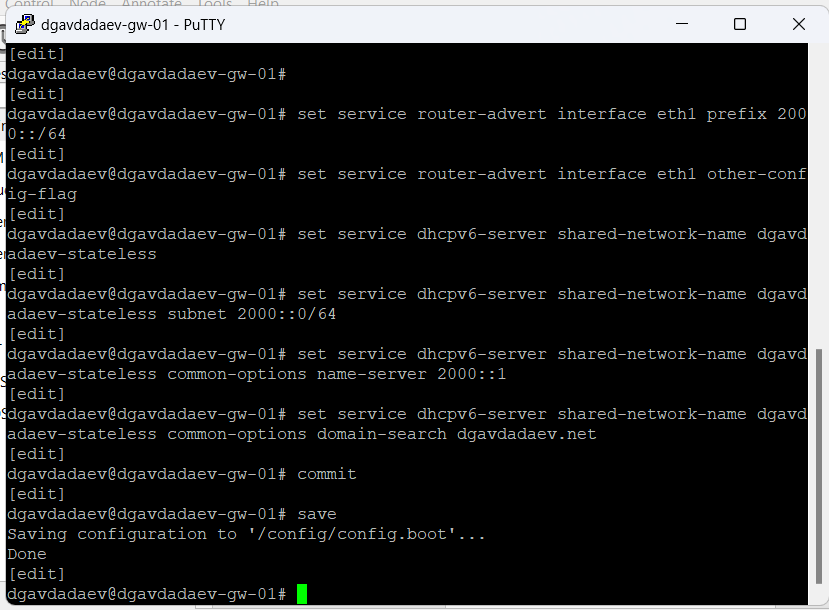 Control Node Annotate Tools Help
dgavdadaev-gw-01 - PuTTY
[edit]
dgavdadaev@dgavdadaev-gw-01#
[edit]
dgavdadaev@dgavdadaev-gw-01# set service router-advert interface eth1 prefix 200
0::/64
[edit]
dgavdadaev@dgavdadaev-gw-01# set service router-advert interface eth1 other-conf
ig-flag
[edit]
dgavdadaev@dgavdadaev-gw-01# set service dhcpv6-server shared-network-name dgavd
adaev-stateless
[edit]
dgavdadaev@dgavdadaev-gw-01# set service dhcpv6-server shared-network-name dgavd
adaev-stateless subnet 2000::0/64
[edit]
dgavdadaev@dgavdadaev-gw-01# set service dhcpv6-server shared-network-name dgavd
adaev-stateless common-options name-server 2000::1
[edit]
dgavdadaev@dgavdadaev-gw-01# set service dhcpv6-server shared-network-name dgavd
adaev-stateless common-options domain-search dgavdadaev.net
[edit]
dgavdadaev@dgavdadaev-gw-01# commit
[edit]
dgavdadaev@dgavdadaev-gw-01# save
Saving configuration to '/config/config.boot'...
Done
[edit]
dgavdadaev@dgavdadaev-gw-01#